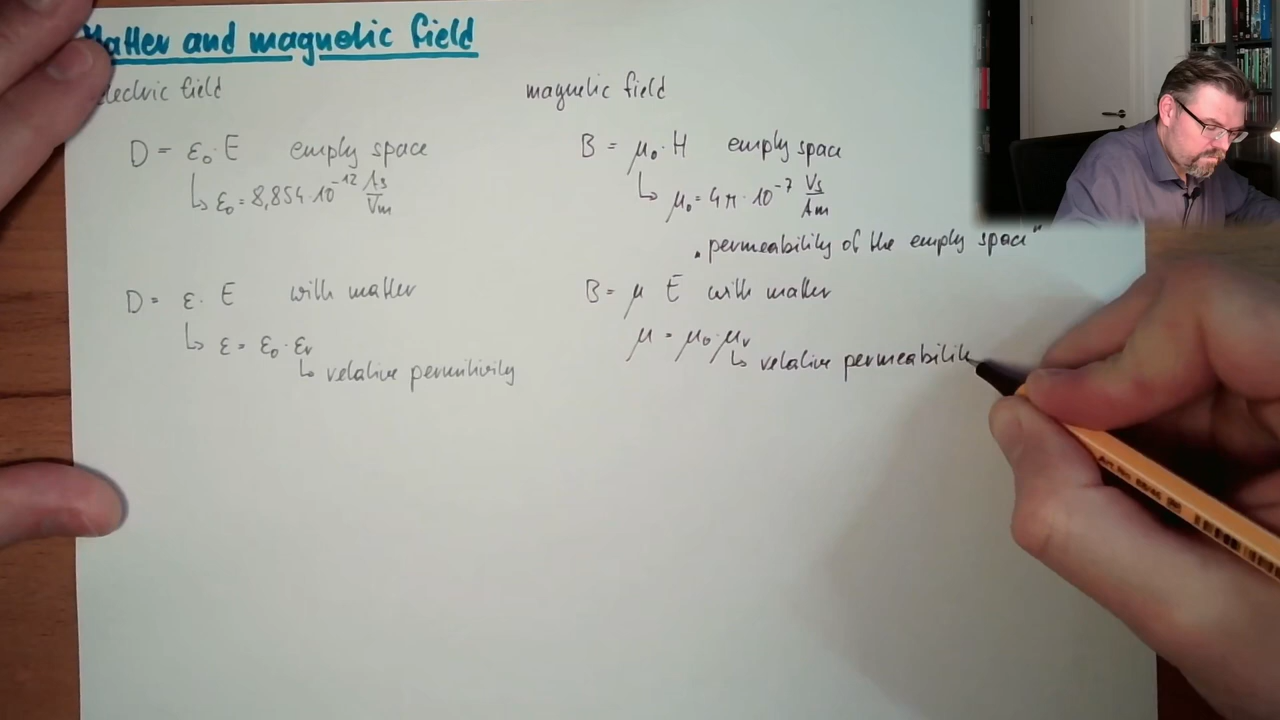 Matter and magnetic field
electric field
D = ε₀ · E empty space
↳ ε₀ = 8,854 · 10⁻¹² As/Vm
D = ε · E with matter
↳ ε = ε₀ · εr
↳ relative permitivity
magnetic field
B = μ₀ · H empty space
↳ μ₀ = 4π · 10⁻⁷ Vs/Am
„permeability of the empty space"
B = μ E with matter
μ = μ₀ · μr
↳ relative permeabilit